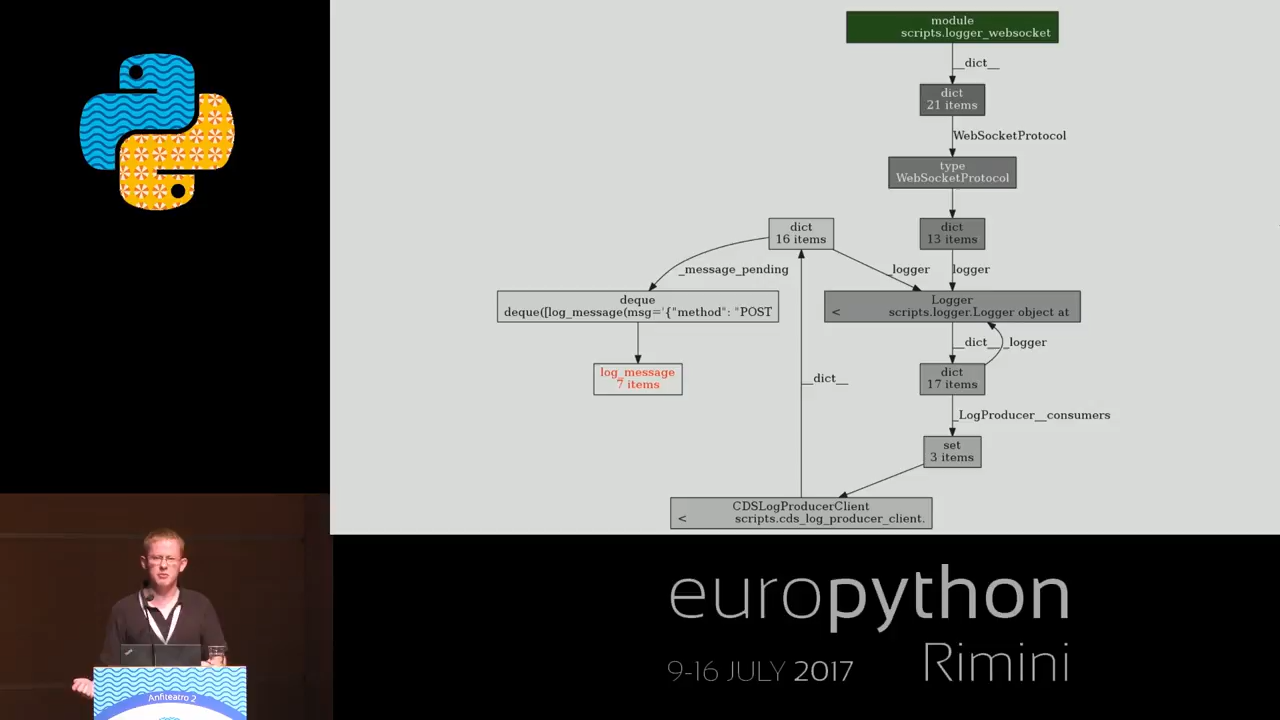 module
scripts.logger_websocket
__dict__
dict
21 items
WebSocketProtocol
type
WebSocketProtocol
dict
16 items
dict
13 items
_message_pending
_logger
logger
deque
deque([log_message(msg='{"method": "POST
Logger
< scripts.logger.Logger object at
__dict__
_logger
log_message
7 items
__dict__
dict
17 items
_LogProducer__consumers
set
3 items
CDSLogProducerClient
< scripts.cds_log_producer_client.
europython
Rimini
9-16 JULY 2017
Anfiteatro 2